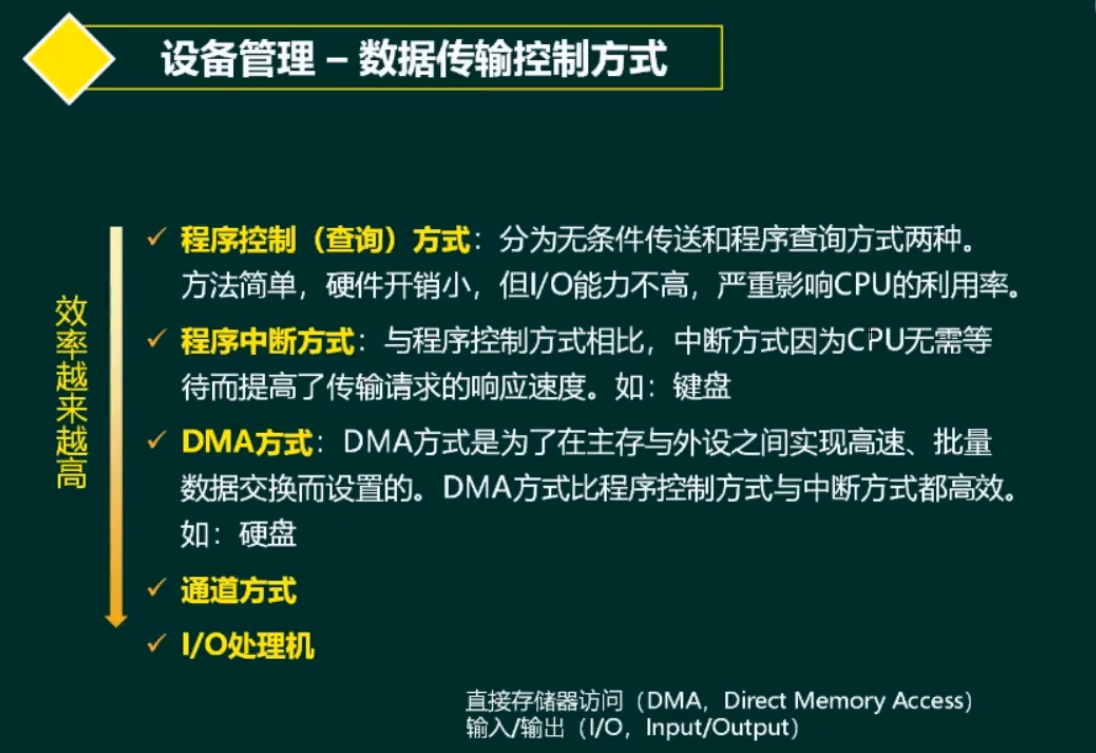 设备管理 – 数据传输控制方式
效率越来越高
✓ 程序控制（查询）方式：分为无条件传送和程序查询方式两种。
方法简单，硬件开销小，但I/O能力不高，严重影响CPU的利用率。
✓ 程序中断方式：与程序控制方式相比，中断方式因为CPU无需等
待而提高了传输请求的响应速度。如：键盘
✓ DMA方式：DMA方式是为了在主存与外设之间实现高速、批量
数据交换而设置的。DMA方式比程序控制方式与中断方式都高效。
如：硬盘
✓ 通道方式
✓ I/O处理机
直接存储器访问（DMA，Direct Memory Access）
输入/输出（I/O，Input/Output）